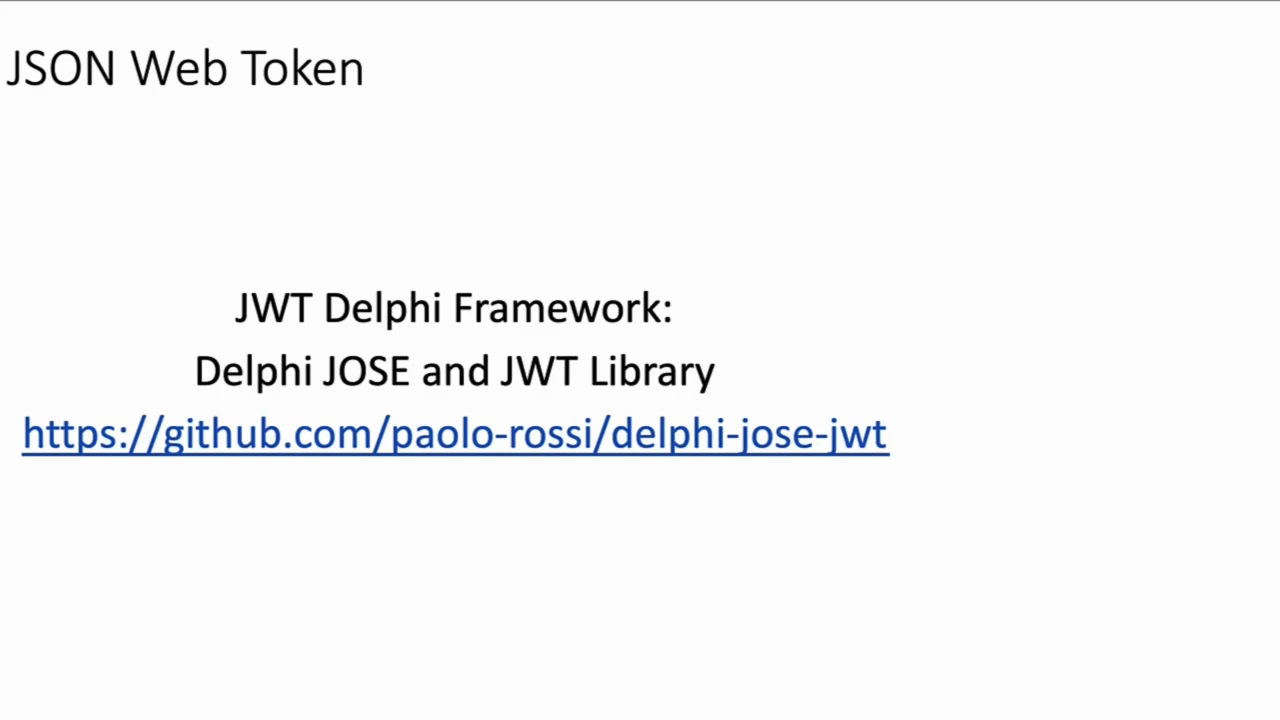 JSON Web Token
JWT Delphi Framework:
Delphi JOSE and JWT Library
https://github.com/paolo-rossi/delphi-jose-jwt